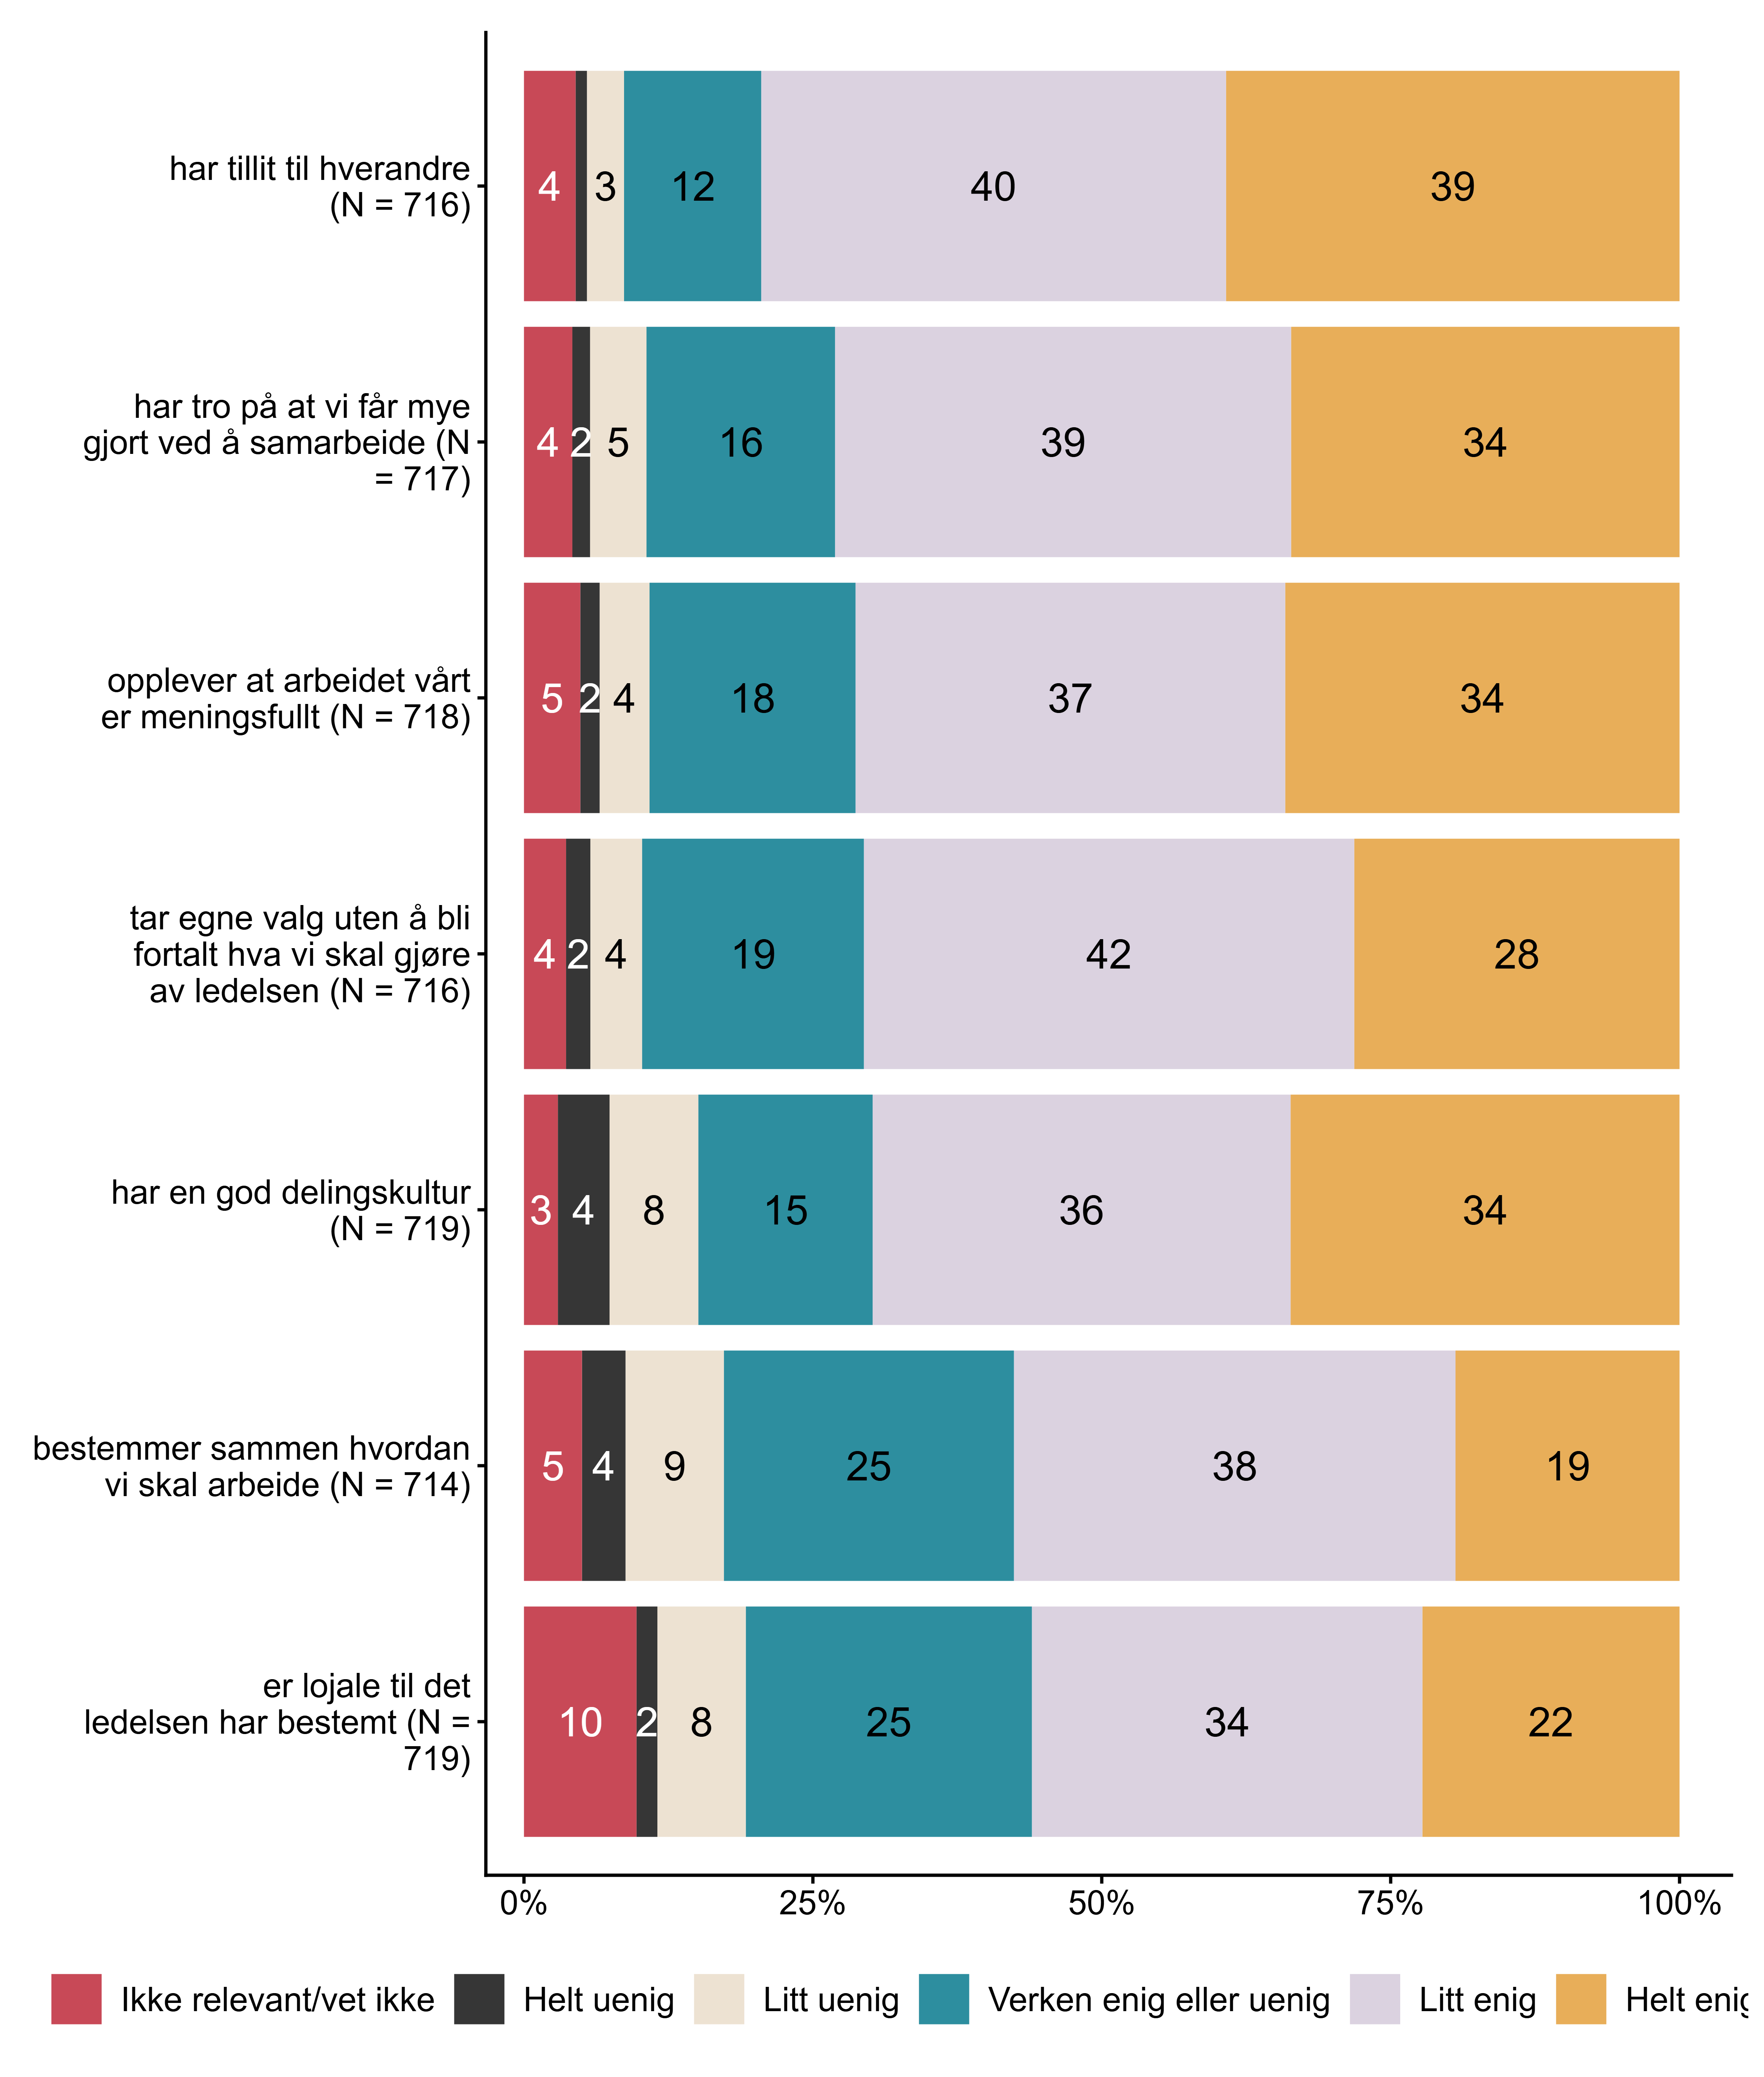 har tillit til hverandre
(N = 716)
4 3 12 40 39
har tro på at vi får mye
gjort ved å samarbeide (N
= 717)
4 2 5 16 39 34
opplever at arbeidet vårt
er meningsfullt (N = 718)
5 2 4 18 37 34
tar egne valg uten å bli
fortalt hva vi skal gjøre
av ledelsen (N = 716)
4 2 4 19 42 28
har en god delingskultur
(N = 719)
3 4 8 15 36 34
bestemmer sammen hvordan
vi skal arbeide (N = 714)
5 4 9 25 38 19
er lojale til det
ledelsen har bestemt (N =
719)
10 2 8 25 34 22
0% 25% 50% 75% 100%
Ikke relevant/vet ikke Helt uenig Litt uenig Verken enig eller uenig Litt enig Helt enig